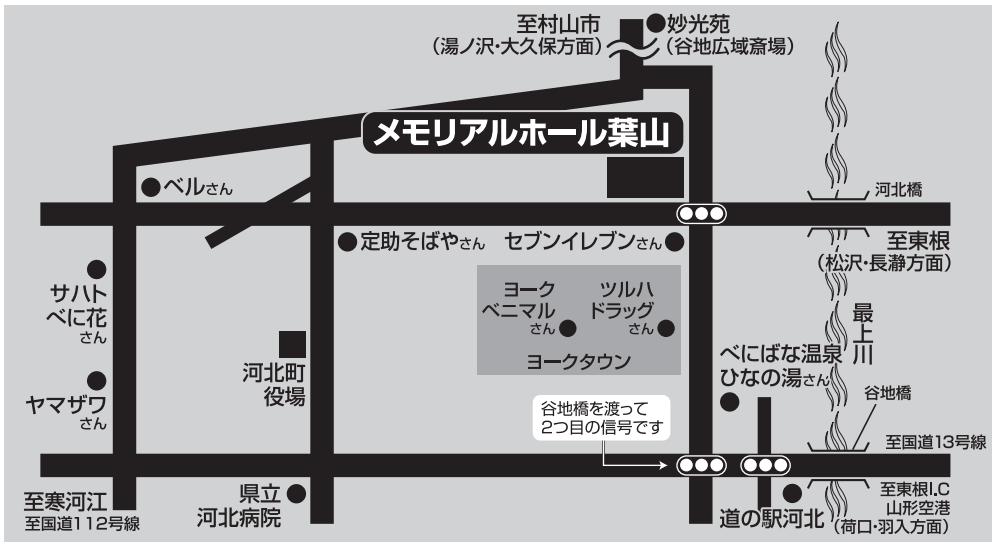 至村山市
(湯ノ沢・大久保方面)
妙光苑
(谷地広域斎場)
メモリアルホール葉山
ベルさん
河北橋
定助そばやさん
セブンイレブンさん
至東根
(松沢・長瀞方面)
サハト
べに花
さん
ヨーク
ベニマル
さん
ツルハ
ドラッグ
さん
ヨークタウン
最上川
河北町
役場
べにばな温泉
ひなの湯さん
ヤマザワ
さん
谷地橋を渡って
2つ目の信号です
谷地橋
至国道13号線
至寒河江
至国道112号線
県立
河北病院
道の駅河北
至東根I.C
山形空港
(荷口・羽入方面)